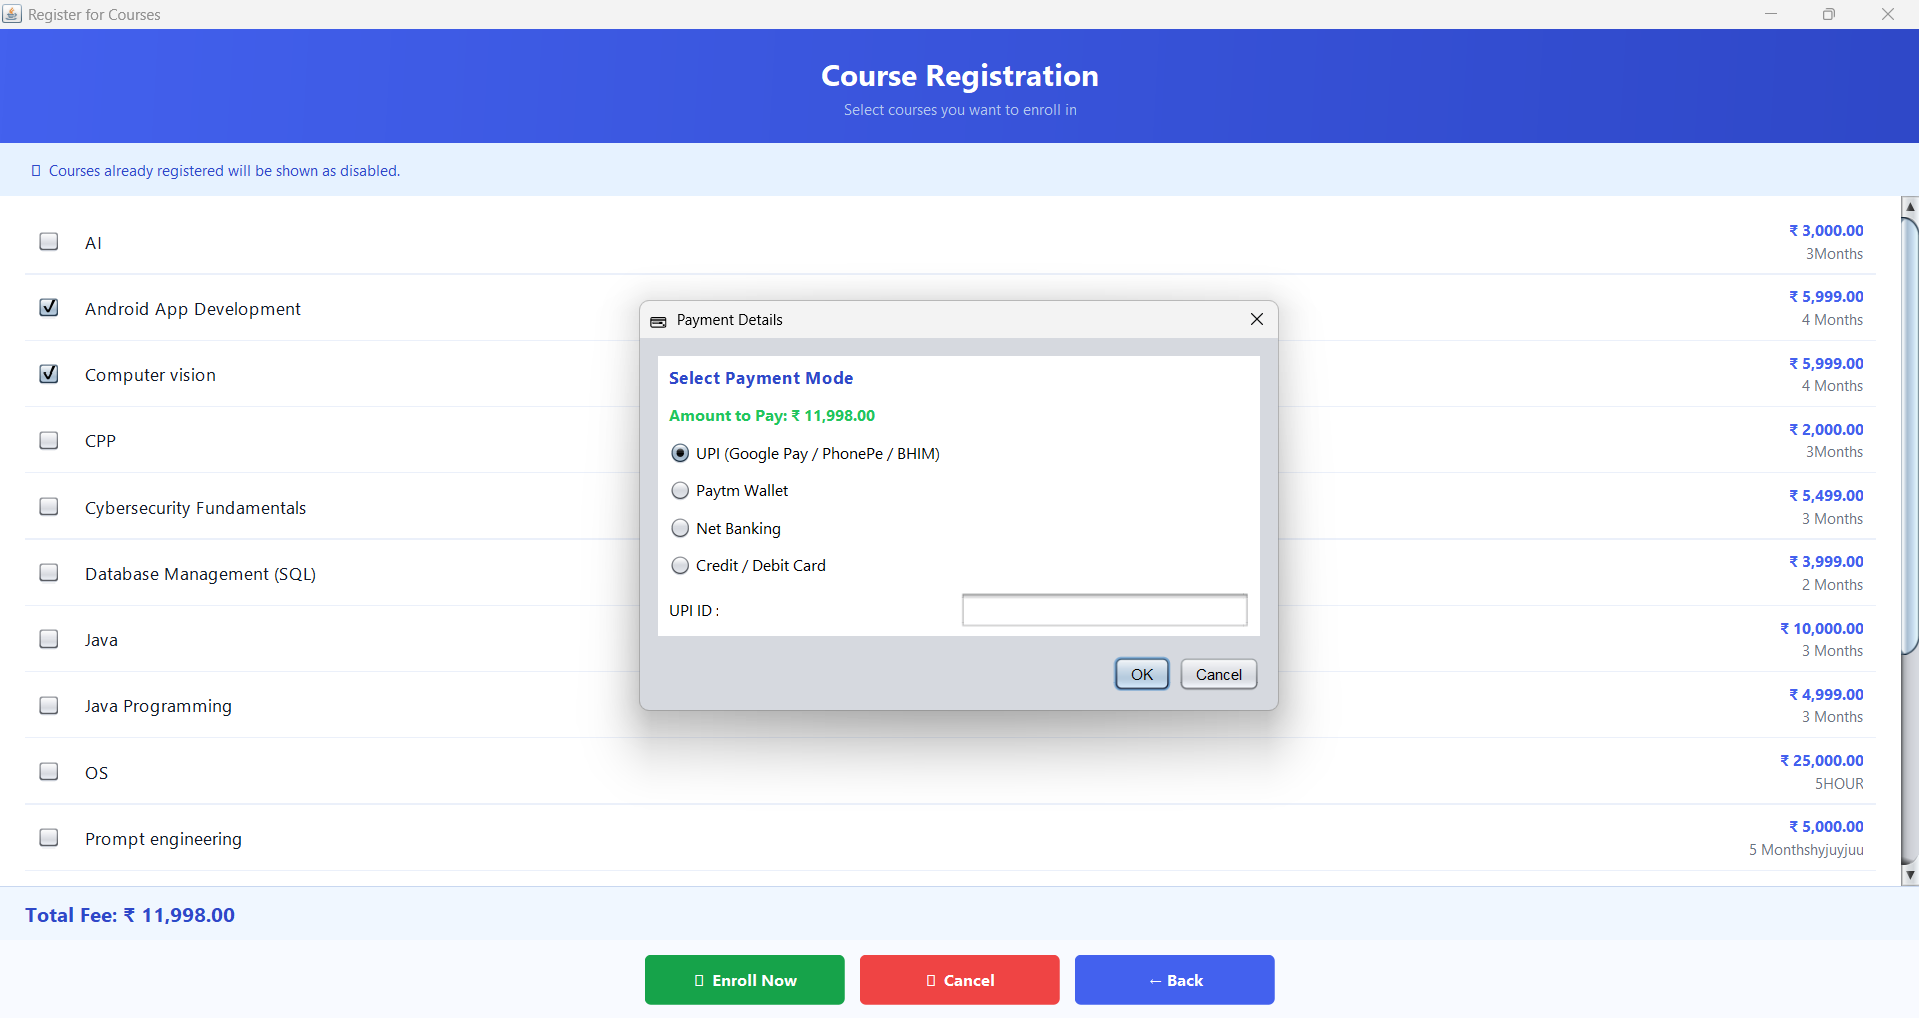 Register for Courses
Course Registration
Select courses you want to enroll in
Courses already registered will be shown as disabled.
AI
₹ 3,000.00
3Months
Android App Development
₹ 5,999.00
4 Months
Computer vision
₹ 5,999.00
4 Months
CPP
₹ 2,000.00
3Months
Cybersecurity Fundamentals
₹ 5,499.00
3 Months
Database Management (SQL)
₹ 3,999.00
2 Months
Java
₹ 10,000.00
3 Months
Java Programming
₹ 4,999.00
3 Months
OS
₹ 25,000.00
5HOUR
Prompt engineering
₹ 5,000.00
5 Monthshyjuyjuu
Payment Details
Select Payment Mode
Amount to Pay: ₹ 11,998.00
UPI (Google Pay / PhonePe / BHIM)
Paytm Wallet
Net Banking
Credit / Debit Card
UPI ID :
OK
Cancel
Total Fee: ₹ 11,998.00
Enroll Now
Cancel
← Back